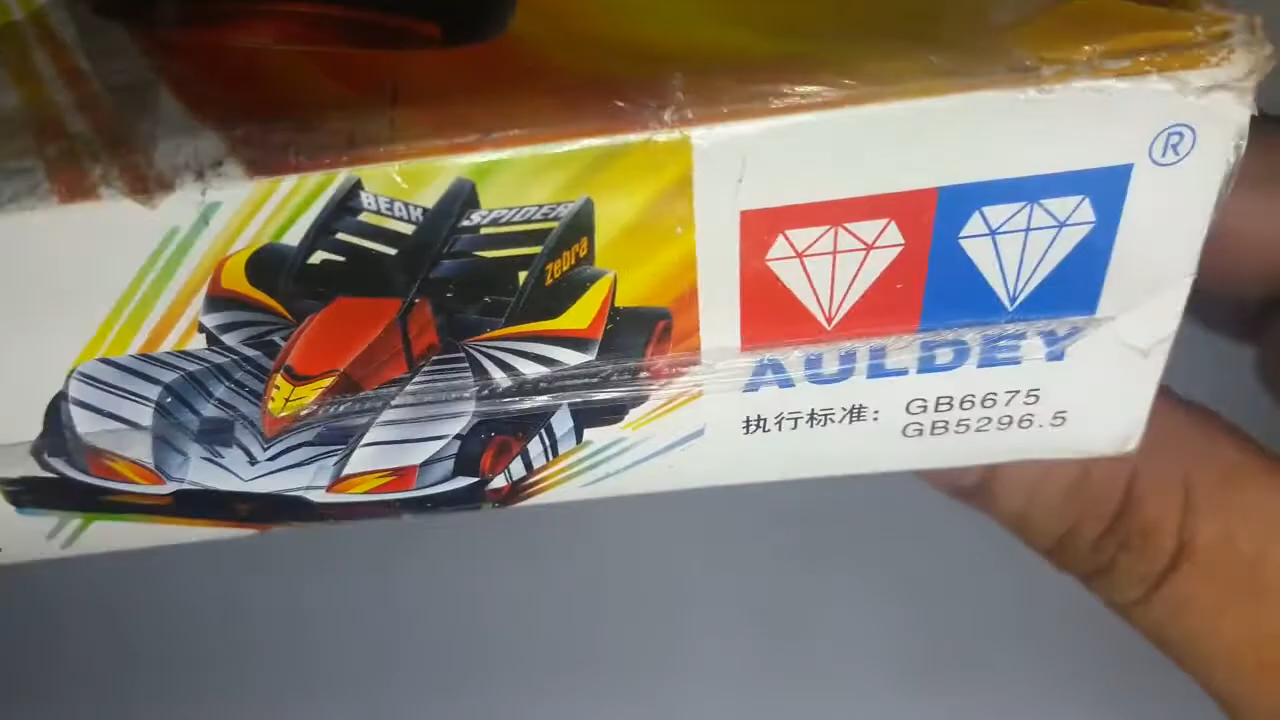 BEAK SPIDER
Zebra
®
AULDEY
执行标准: GB6675
GB5296.5